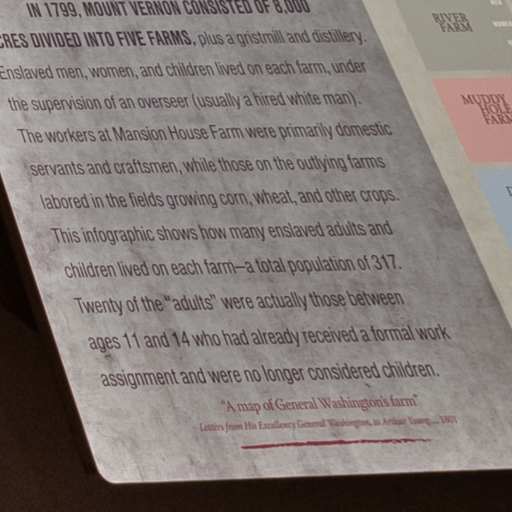 IN 1799, MOUNT VERNON CONSISTED OF 8,000
CRES DIVIDED INTO FIVE FARMS, plus a gristmill and distillery.
Enslaved men, women, and children lived on each farm, under
the supervision of an overseer (usually a hired white man).
The workers at Mansion House Farm were primarily domestic
servants and craftsmen, while those on the outlying farms
labored in the fields growing corn, wheat, and other crops.
This infographic shows how many enslaved adults and
children lived on each farm—a total population of 317.
Twenty of the "adults" were actually those between
ages 11 and 14 who had already received a formal work
assignment and were no longer considered children.
"A map of General Washington's farm"
Letters from His Excellency General Washington, to Arthur Young..., 1801
RIVER
FARM
MUDDY
HOLE
FARM